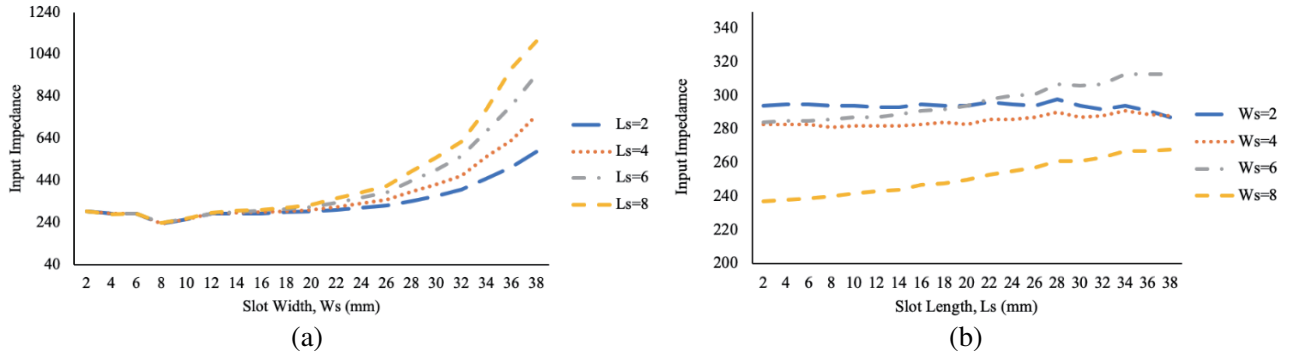 1240
1040
840
640
440
240
40
Input Impedance
2 4 6 8 10 12 14 16 18 20 22 24 26 28 30 32 34 36 38
Slot Width, Ws (mm)
Ls=2
Ls=4
Ls=6
Ls=8
(a)
340
320
300
280
260
240
220
200
Input Impedamce
2 4 6 8 10 12 14 16 18 20 22 24 26 28 30 32 34 36 38
Slot Length, Ls (mm)
Ws=2
Ws=4
Ws=6
Ws=8
(b)